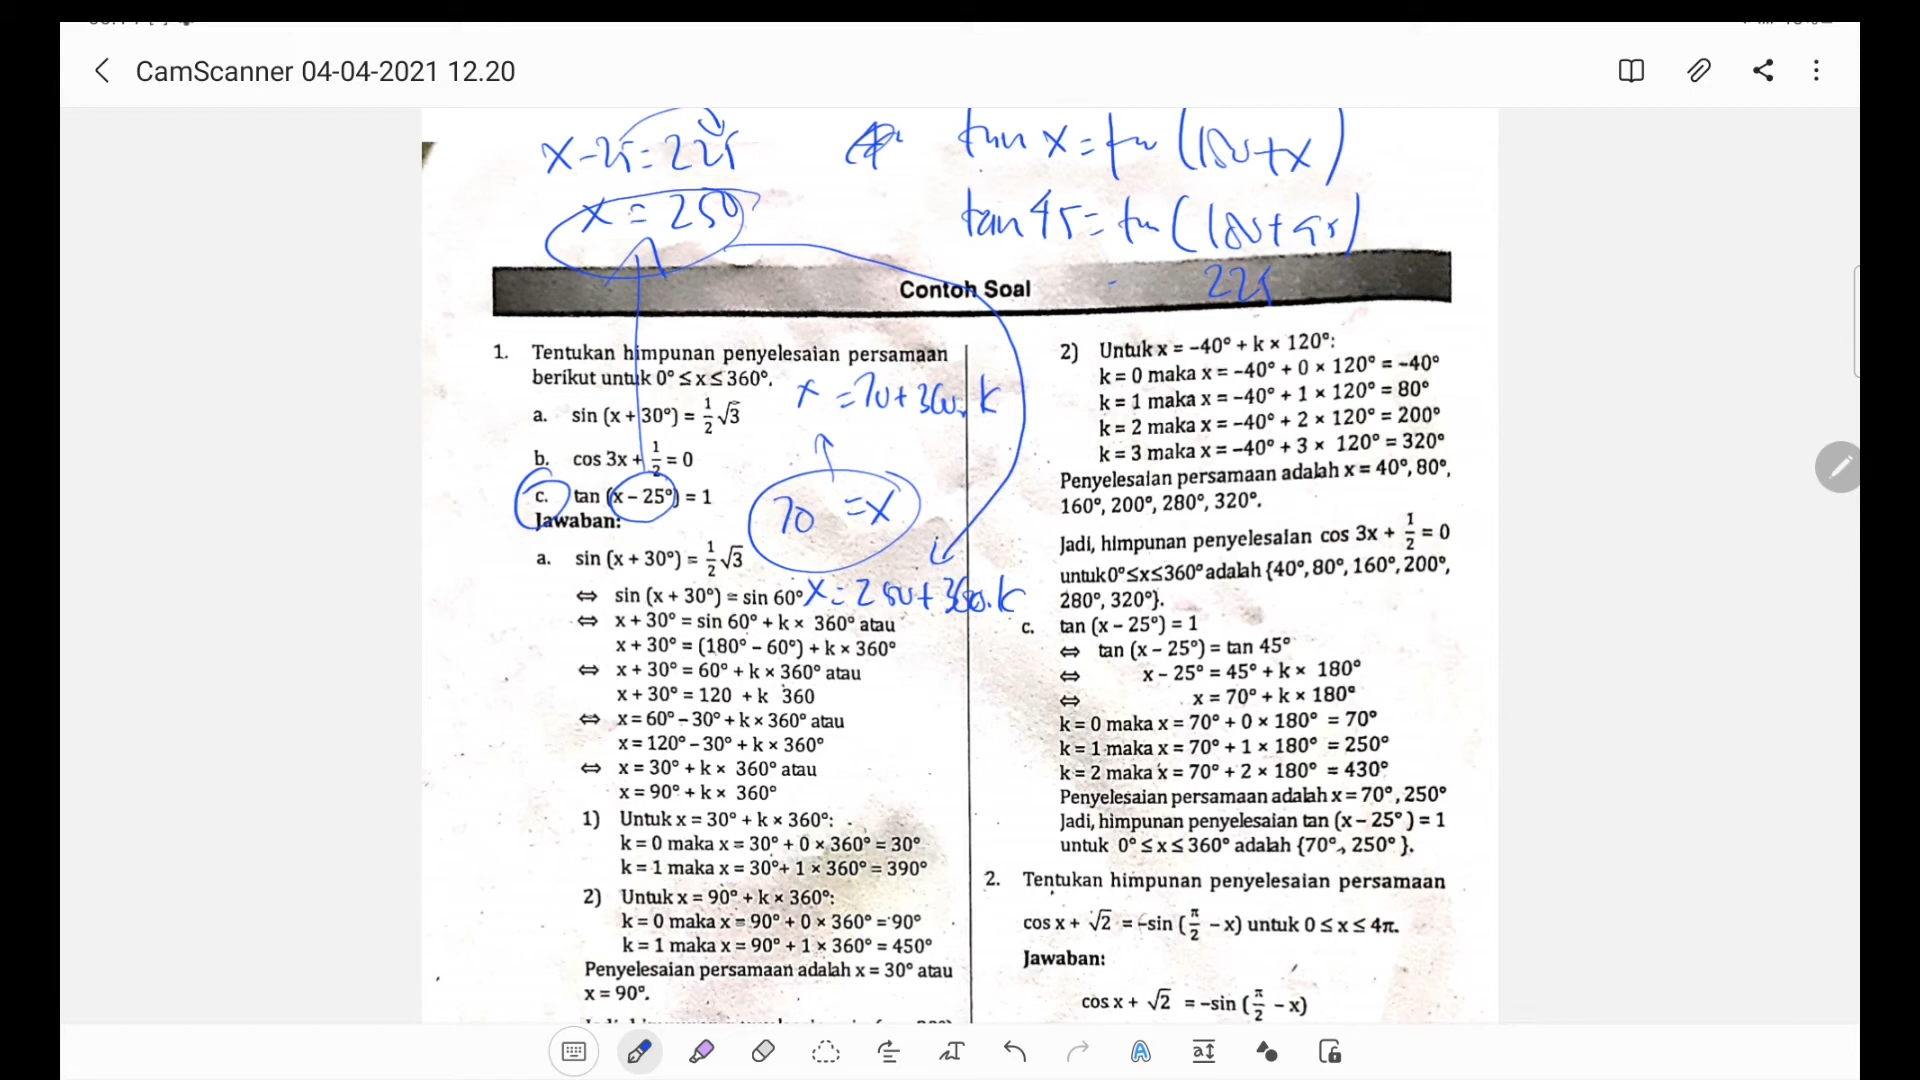 CamScanner 04-04-2021 12.20
x-25=225
x = 250
tan x = tan (180+x)
tan 45 = tan (180+45)
225
Contoh Soal
1. Tentukan himpunan penyelesaian persamaan
berikut untuk 0° ≤ x ≤ 360°.
a. sin (x + 30°) = 1/2 √3
b. cos 3x + 1/2 = 0
c. tan (x – 25°) = 1
x = 70+360.k
70 = x
x = 250+360.k
Jawaban:
a. sin (x + 30°) = 1/2 √3
⇔ sin (x + 30°) = sin 60°
⇔ x + 30° = sin 60° + k × 360° atau
x + 30° = (180° – 60°) + k × 360°
⇔ x + 30° = 60° + k × 360° atau
x + 30° = 120 + k 360
⇔ x = 60° – 30° + k × 360° atau
x = 120° – 30° + k × 360°
⇔ x = 30° + k × 360° atau
x = 90° + k × 360°
1) Untuk x = 30° + k × 360°:
k = 0 maka x = 30° + 0 × 360° = 30°
k = 1 maka x = 30° + 1 × 360° = 390°
2) Untuk x = 90° + k × 360°:
k = 0 maka x = 90° + 0 × 360° = 90°
k = 1 maka x = 90° + 1 × 360° = 450°
Penyelesaian persamaan adalah x = 30° atau
x = 90°.
2) Untuk x = –40° + k × 120°:
k = 0 maka x = –40° + 0 × 120° = –40°
k = 1 maka x = –40° + 1 × 120° = 80°
k = 2 maka x = –40° + 2 × 120° = 200°
k = 3 maka x = –40° + 3 × 120° = 320°
Penyelesaian persamaan adalah x = 40°, 80°,
160°, 200°, 280°, 320°.
Jadi, himpunan penyelesaian cos 3x + 1/2 = 0
untuk 0° ≤ x ≤ 360° adalah {40°, 80°, 160°, 200°,
280°, 320°}.
c. tan (x – 25°) = 1
⇔ tan (x – 25°) = tan 45°
⇔ x – 25° = 45° + k × 180°
⇔ x = 70° + k × 180°
k = 0 maka x = 70° + 0 × 180° = 70°
k = 1 maka x = 70° + 1 × 180° = 250°
k = 2 maka x = 70° + 2 × 180° = 430°
Penyelesaian persamaan adalah x = 70°, 250°
Jadi, himpunan penyelesaian tan (x – 25°) = 1
untuk 0° ≤ x ≤ 360° adalah {70°, 250°}.
2. Tentukan himpunan penyelesaian persamaan
cos x + √2 = –sin (π/2 – x) untuk 0 ≤ x ≤ 4π.
Jawaban:
cos x + √2 = –sin (π/2 – x)